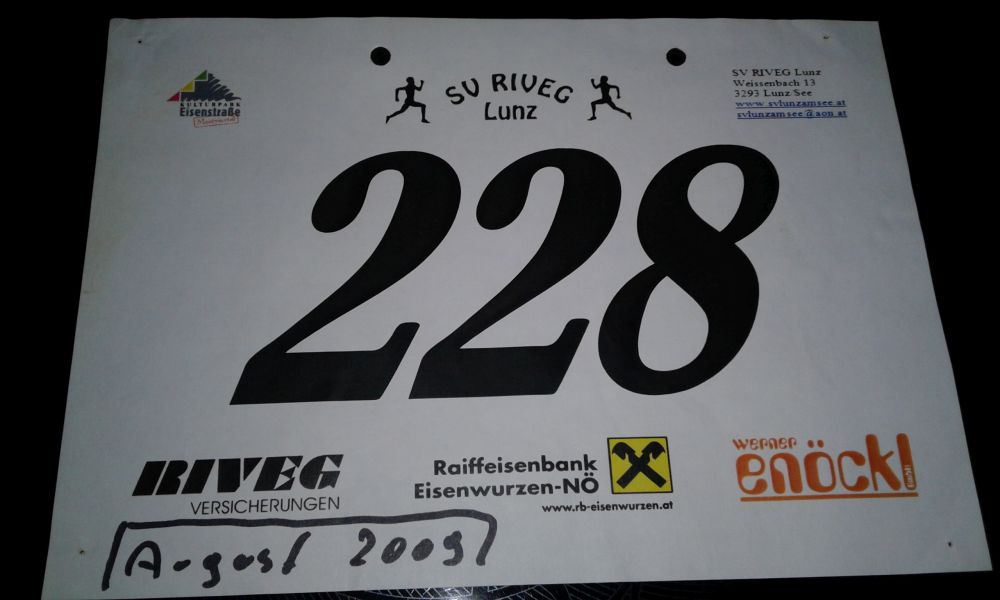 KULTURPARK
Eisenstraße
SV RIVEG
Lunz
SV RIVEG Lunz
Weissenbach 13
3293 Lunz/See
www.svlunzamsee.at
svlunzamsee@aon.at
228
RIVEG
VERSICHERUNGEN
Raiffeisenbank
Eisenwurzen-NÖ
www.rb-eisenwurzen.at
werner
enöckl
August 2009